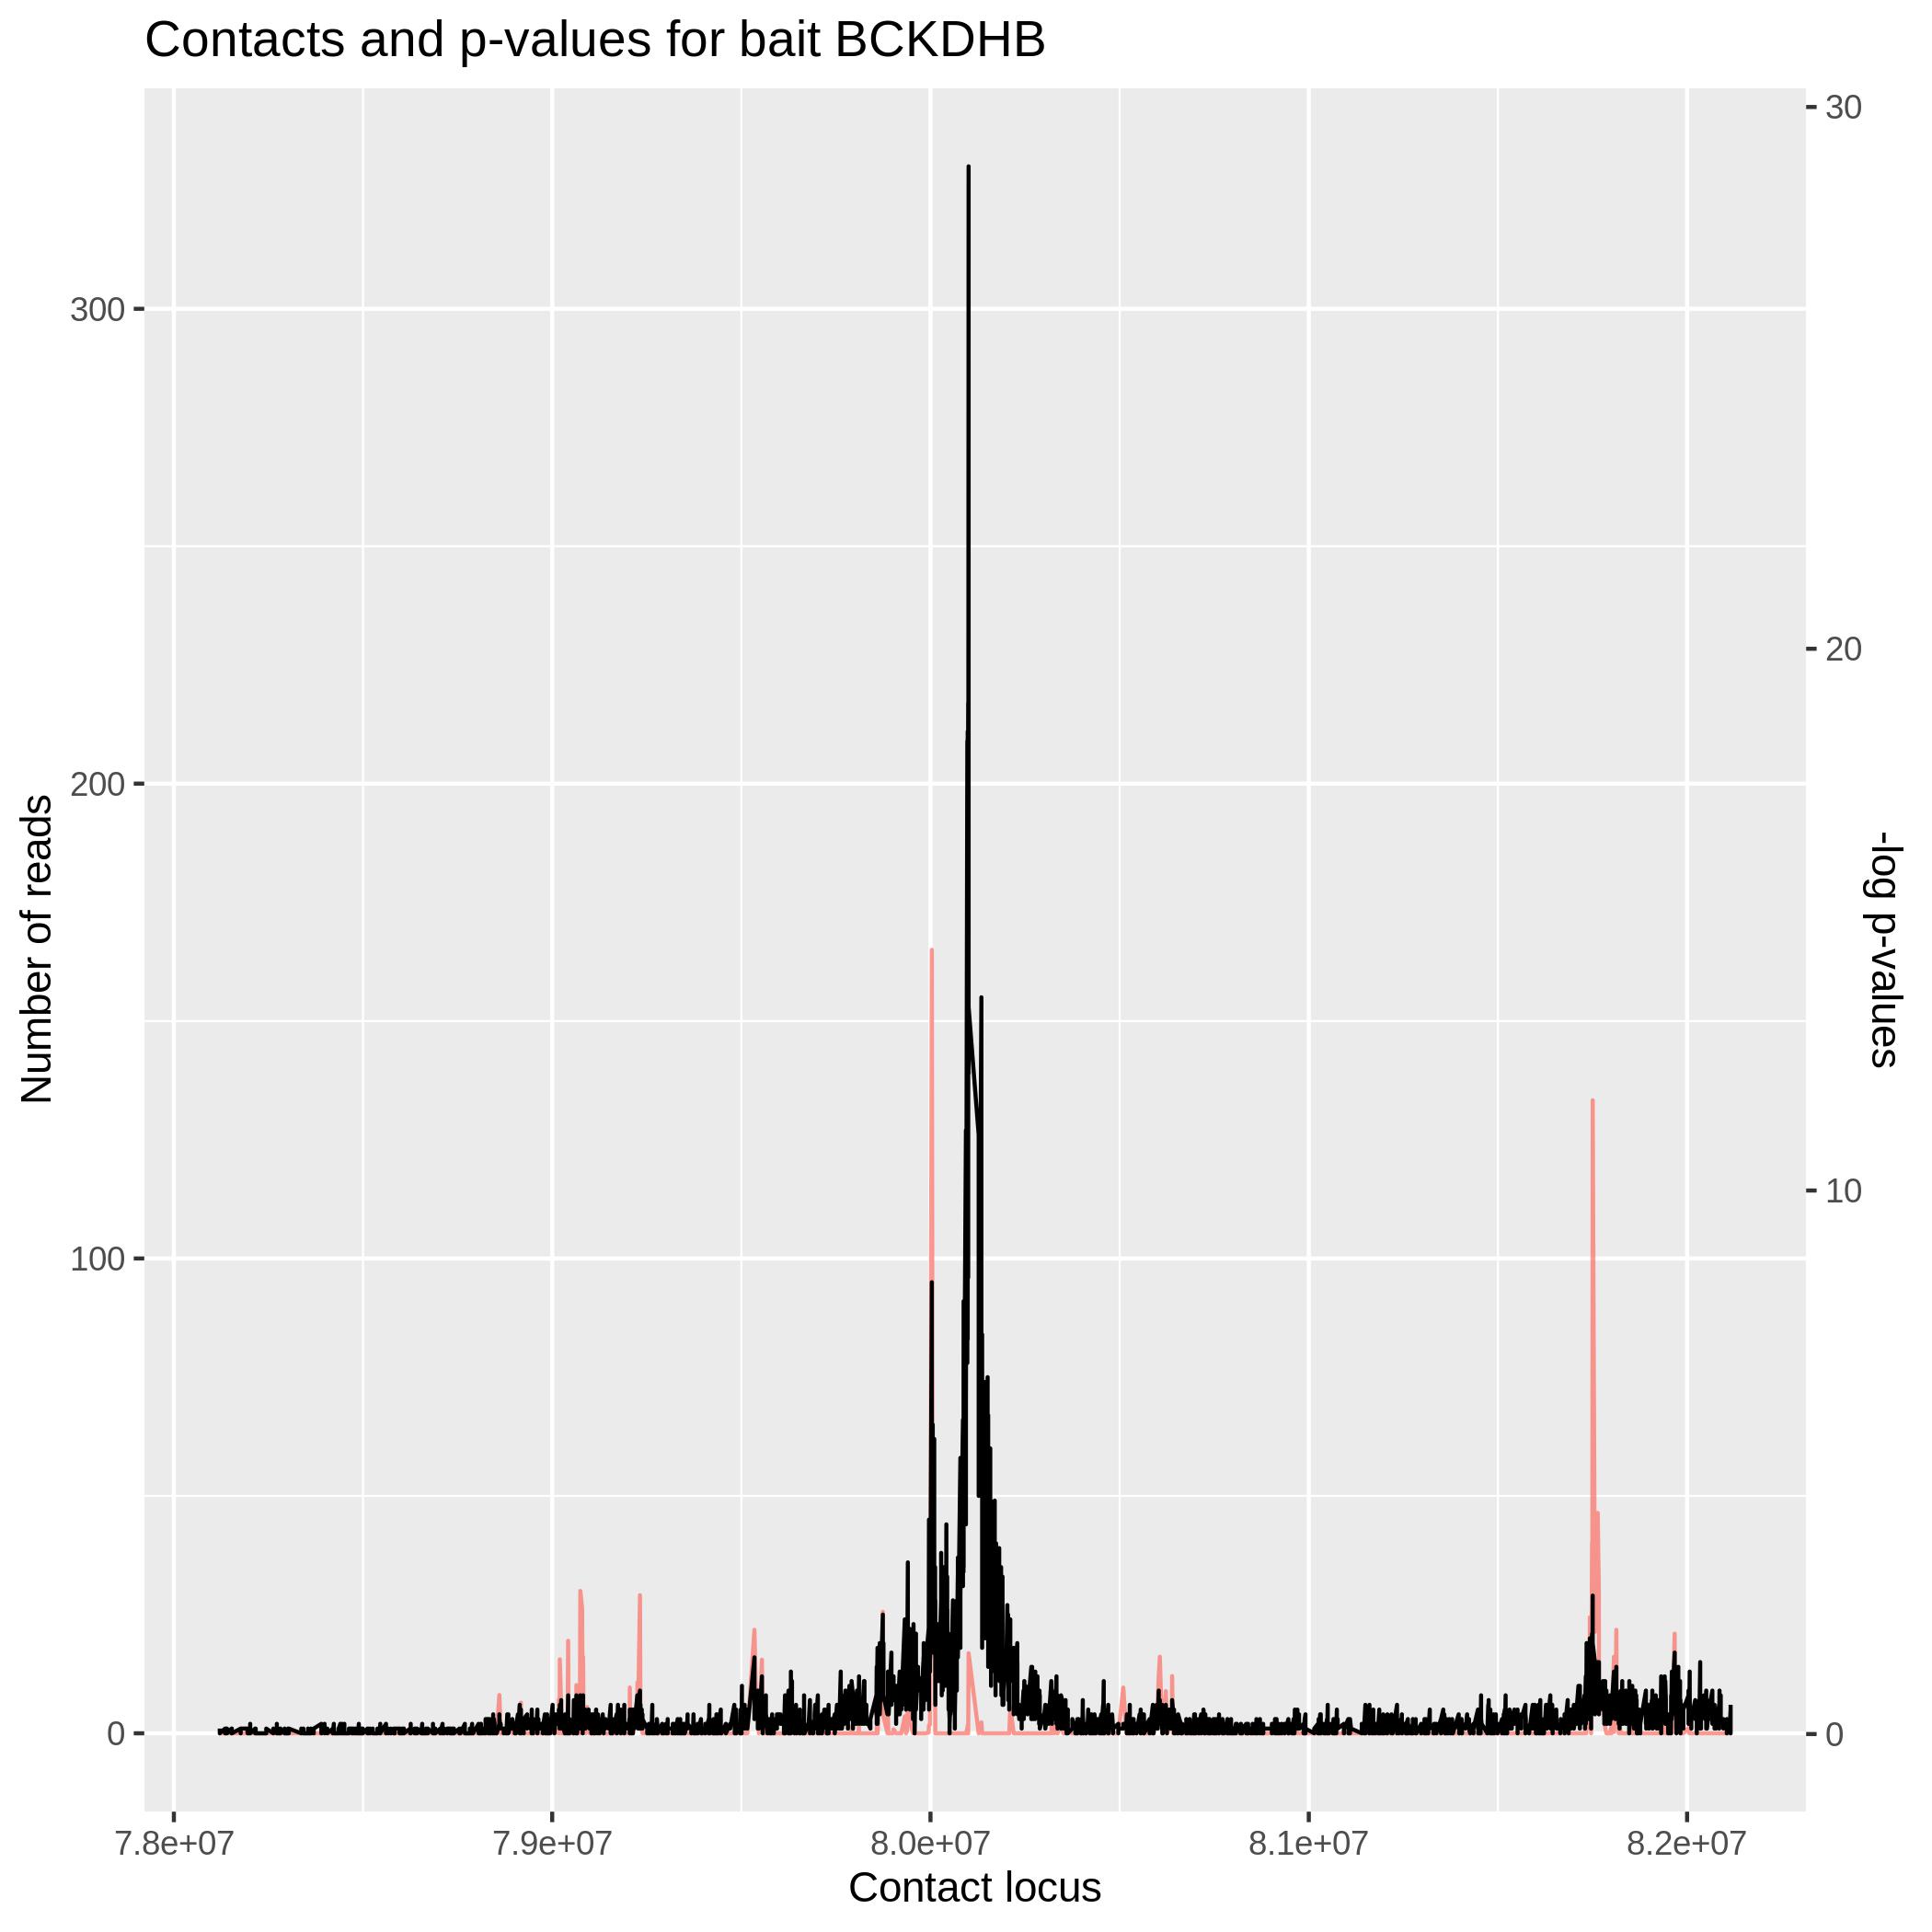 Contacts and p-values for bait BCKDHB
30
300
20
200
Number of reads
-log p-values
10
100
0
0
7.8e+07 7.9e+07 8.0e+07 8.1e+07 8.2e+07
Contact locus